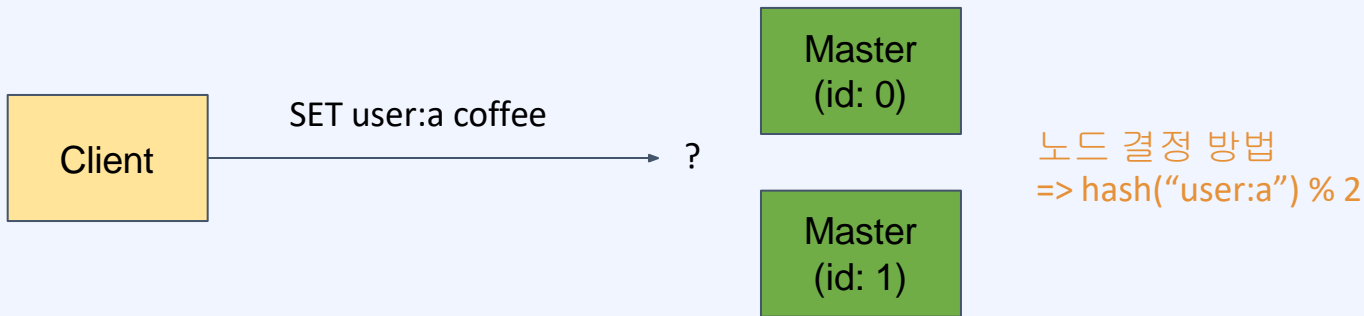 Client
SET user:a coffee
?
Master
(id: 0)
Master
(id: 1)
노드 결정 방법
=> hash(“user:a”) % 2